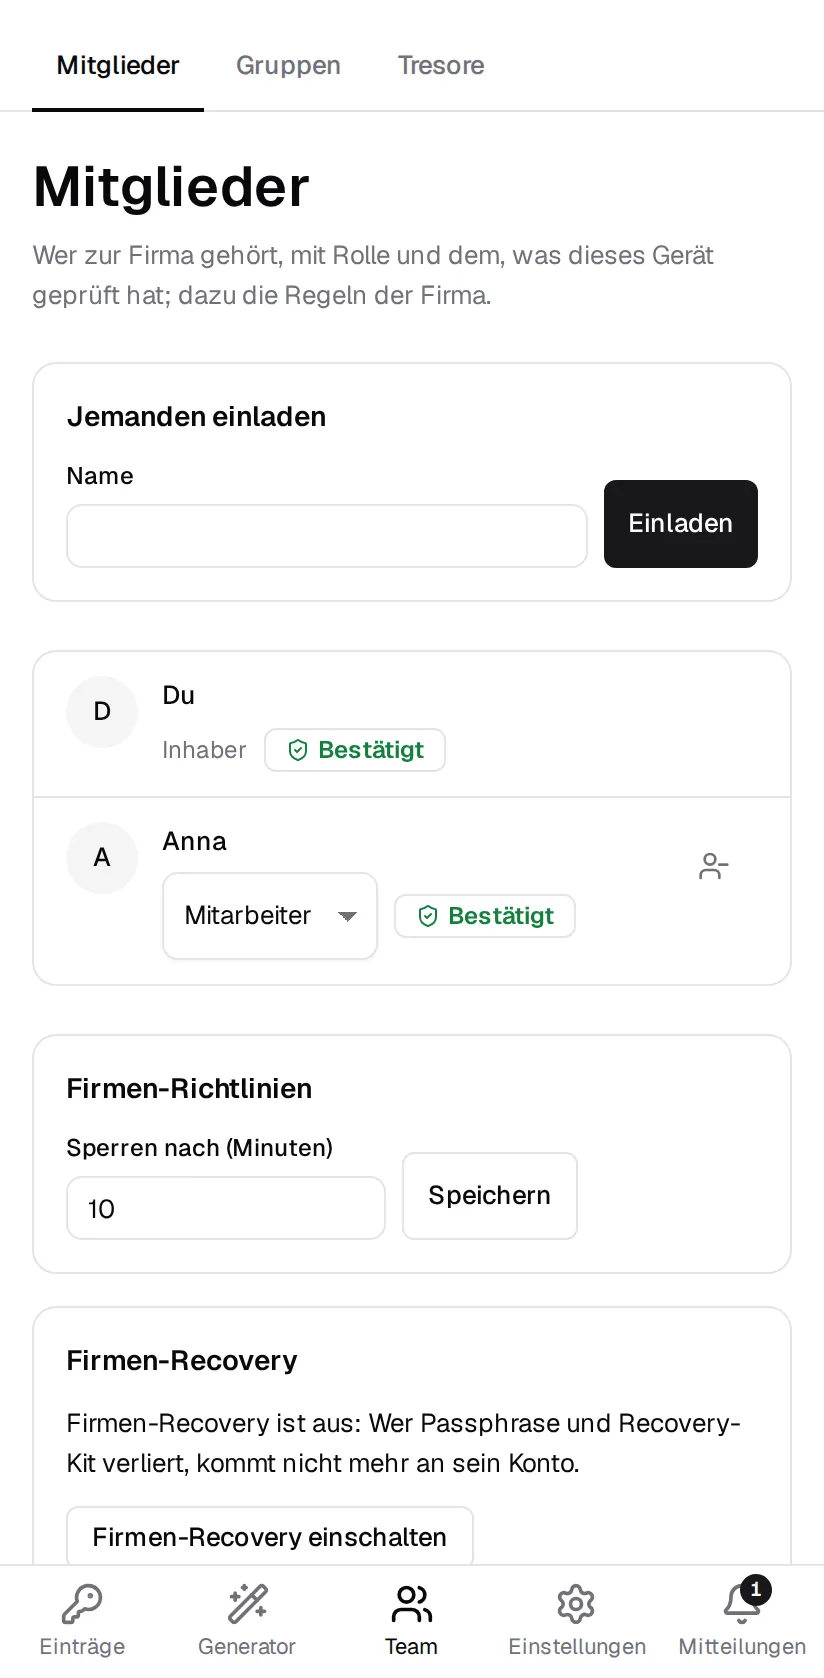 Mitglieder Gruppen Tresore
Mitglieder
Wer zur Firma gehört, mit Rolle und dem, was dieses Gerät
geprüft hat; dazu die Regeln der Firma.
Jemanden einladen
Name
Einladen
D
Du
Inhaber Bestätigt
A
Anna
Mitarbeiter Bestätigt
Firmen-Richtlinien
Sperren nach (Minuten)
10
Speichern
Firmen-Recovery
Firmen-Recovery ist aus: Wer Passphrase und Recovery-
Kit verliert, kommt nicht mehr an sein Konto.
Firmen-Recovery einschalten
1
Einträge Generator Team Einstellungen Mitteilungen